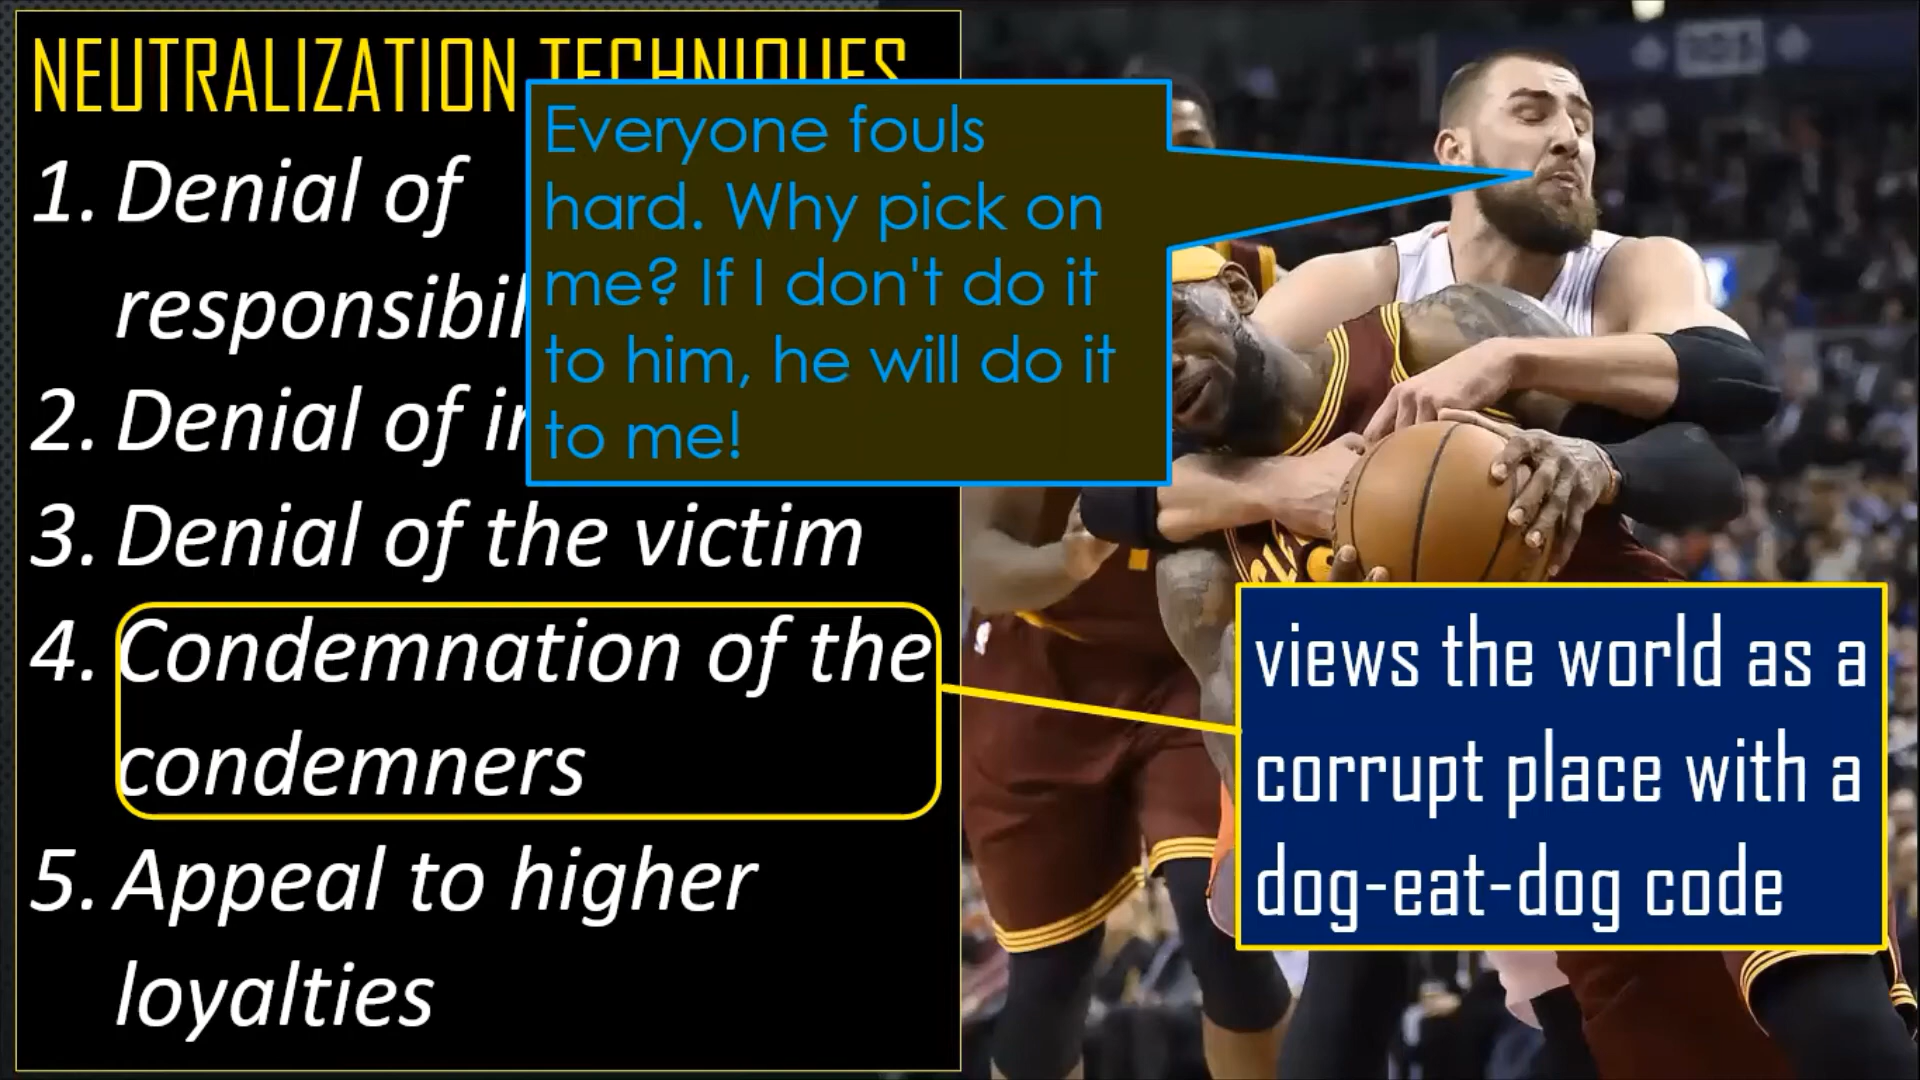 NEUTRALIZATION TECHNIQUES
1. Denial of
responsibil
2. Denial of
3. Denial of the victim
4. Condemnation of the
condemners
5. Appeal to higher
loyalties
Everyone fouls
hard. Why pick on
me? If I don't do it
to him, he will do it
to me!
views the world as a
corrupt place with a
dog-eat-dog code